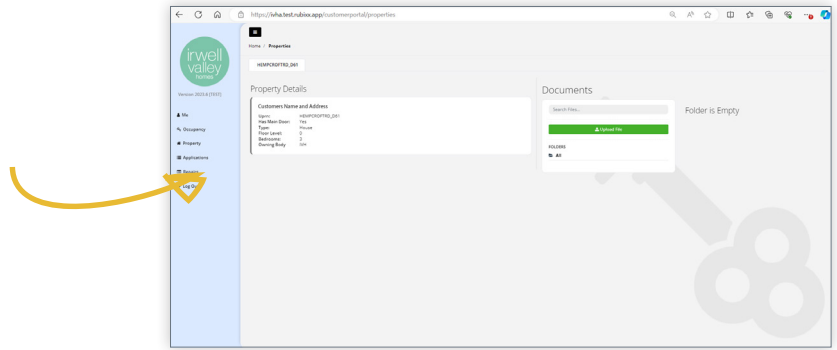 https://ivha.test.rubixx.app/customerportal/properties
irwell
valley
homes
Version 2023.6 (TEST)
Me
Occupancy
Property
Applications
Repairs
Log Out
Home / Properties
HEMPCROFTRD_D61
Property Details
Customers Name and Address
Uprn: HEMPCROFTRD_D61
Has Main Door: Yes
Type: House
Floor Level: 0
Bedrooms: 3
Owning Body
Documents
Search Files...
Upload File
FOLDERS
All
Folder is Empty